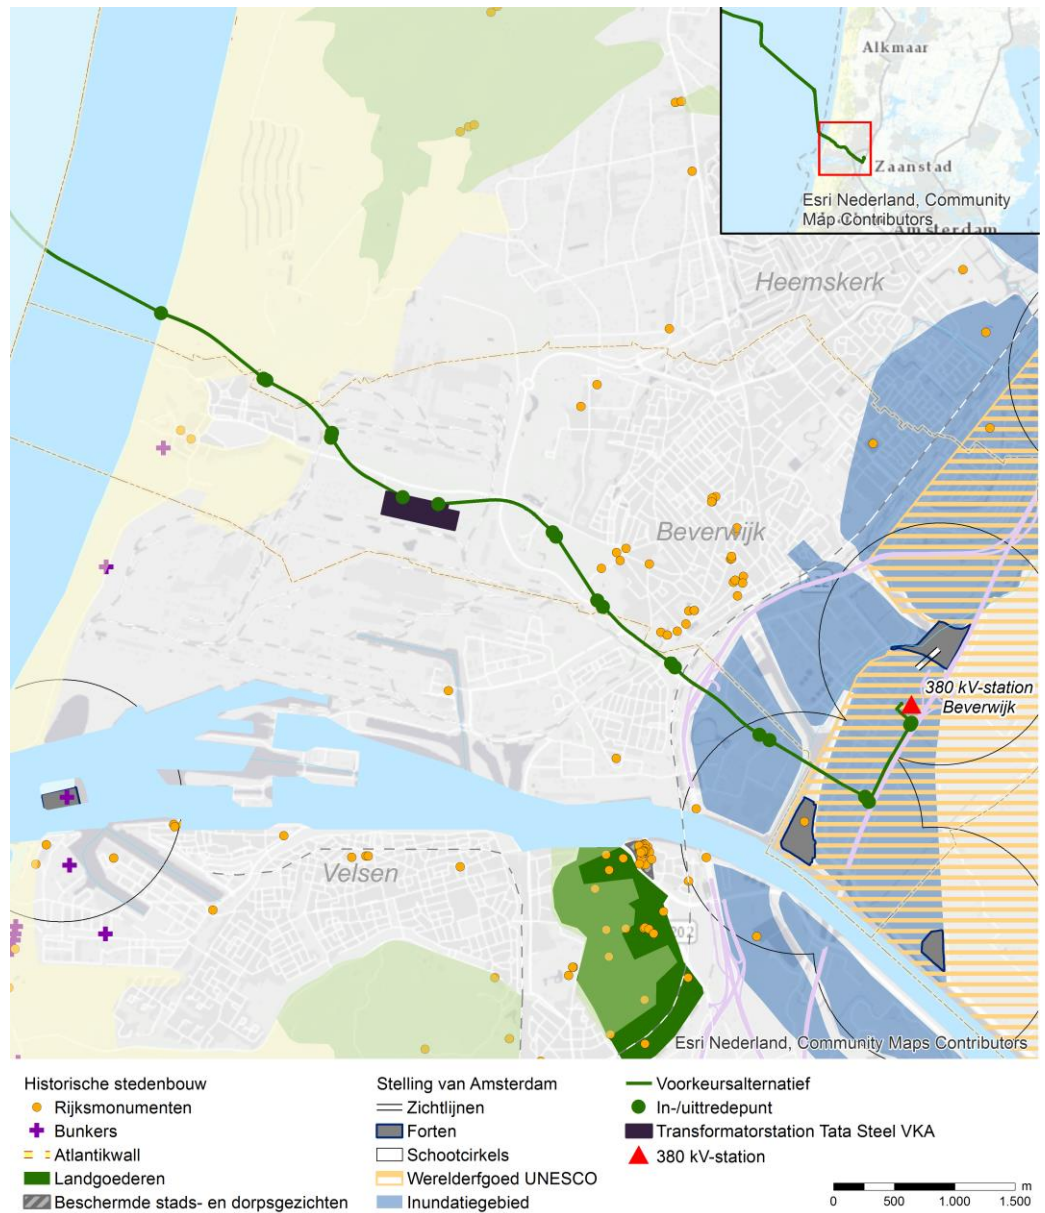 Alkmaar
Zaanstad
Esri Nederland, Community
Map Contributors
Amsterdam
Heemskerk
Beverwijk
380 kV-station
Beverwijk
Velsen
202
Esri Nederland, Community Maps Contributors
Historische stedenbouw
Rijksmonumenten
Bunkers
Atlantikwall
Landgoederen
Beschermde stads- en dorpsgezichten
Stelling van Amsterdam
Zichtlijnen
Forten
Schootcirkels
Werelderfgoed UNESCO
Inundatiegebied
Voorkeursalternatief
In-/uittredepunt
Transformatorstation Tata Steel VKA
380 kV-station
0 500 1.000 1.500 m